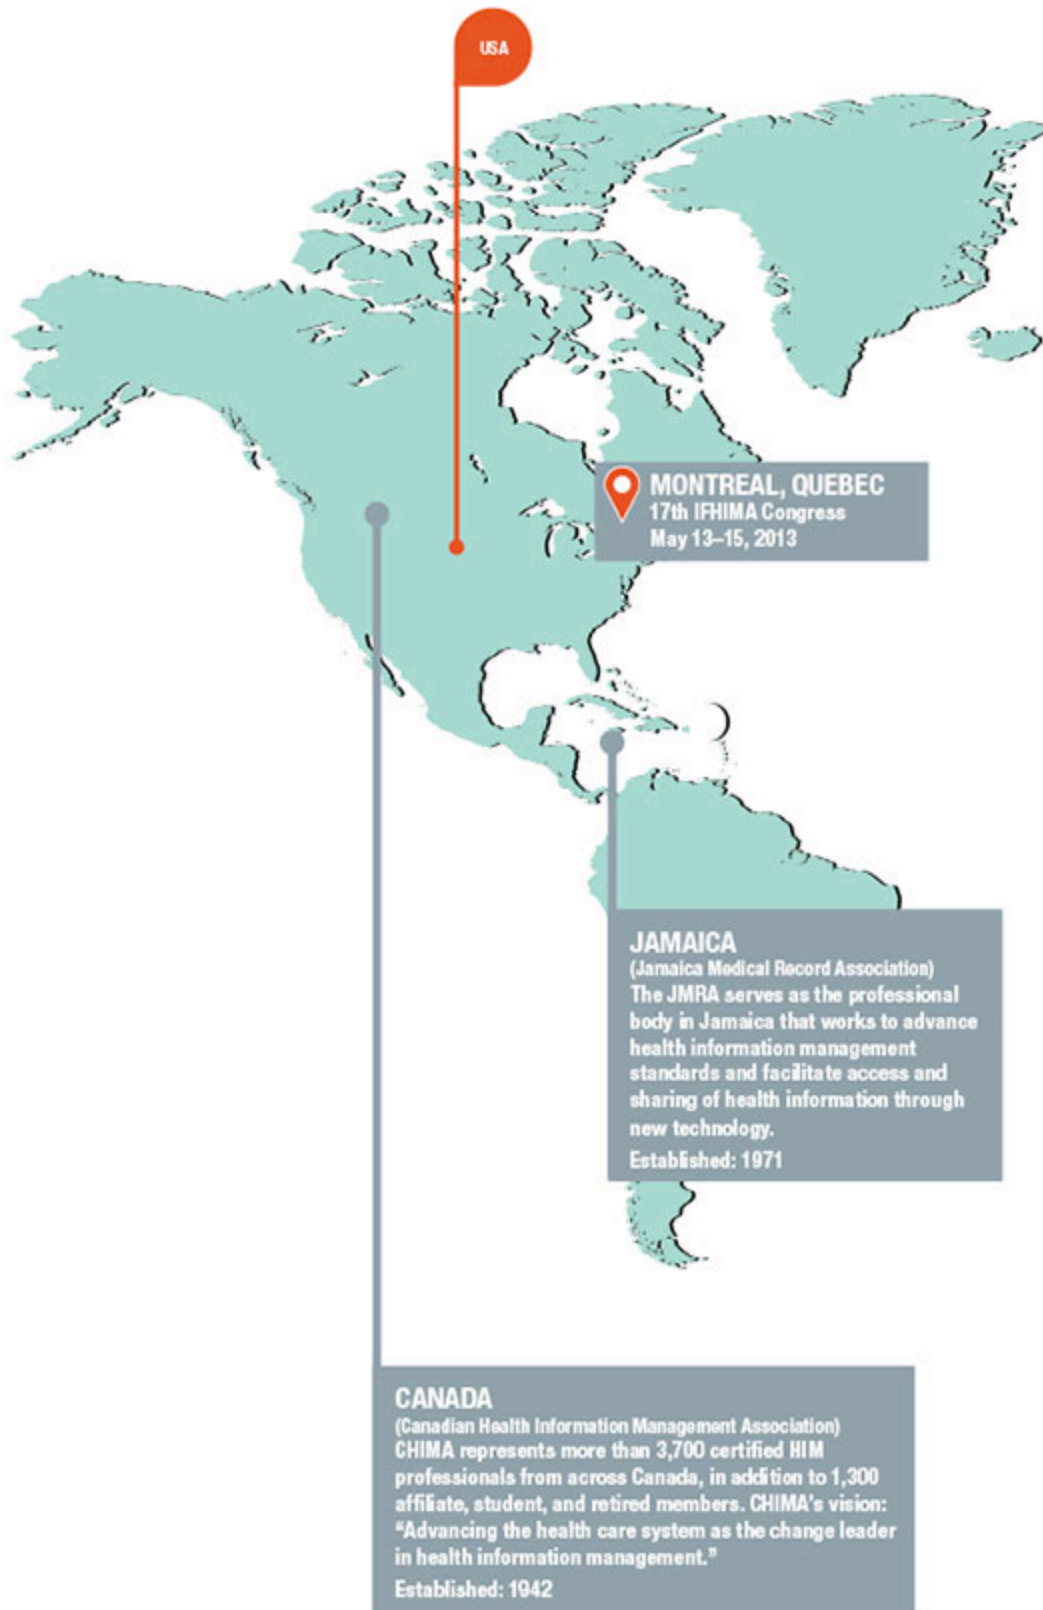 USA
MONTREAL, QUEBEC
17th IFHIMA Congress
May 13–15, 2013
JAMAICA
(Jamaica Medical Record Association)
The JMRA serves as the professional
body in Jamaica that works to advance
health information management
standards and facilitate access and
sharing of health information through
new technology.
Established: 1971
CANADA
(Canadian Health Information Management Association)
CHIMA represents more than 3,700 certified HIM
professionals from across Canada, in addition to 1,300
affiliate, student, and retired members. CHIMA’s vision:
“Advancing the health care system as the change leader
in health information management.”
Established: 1942